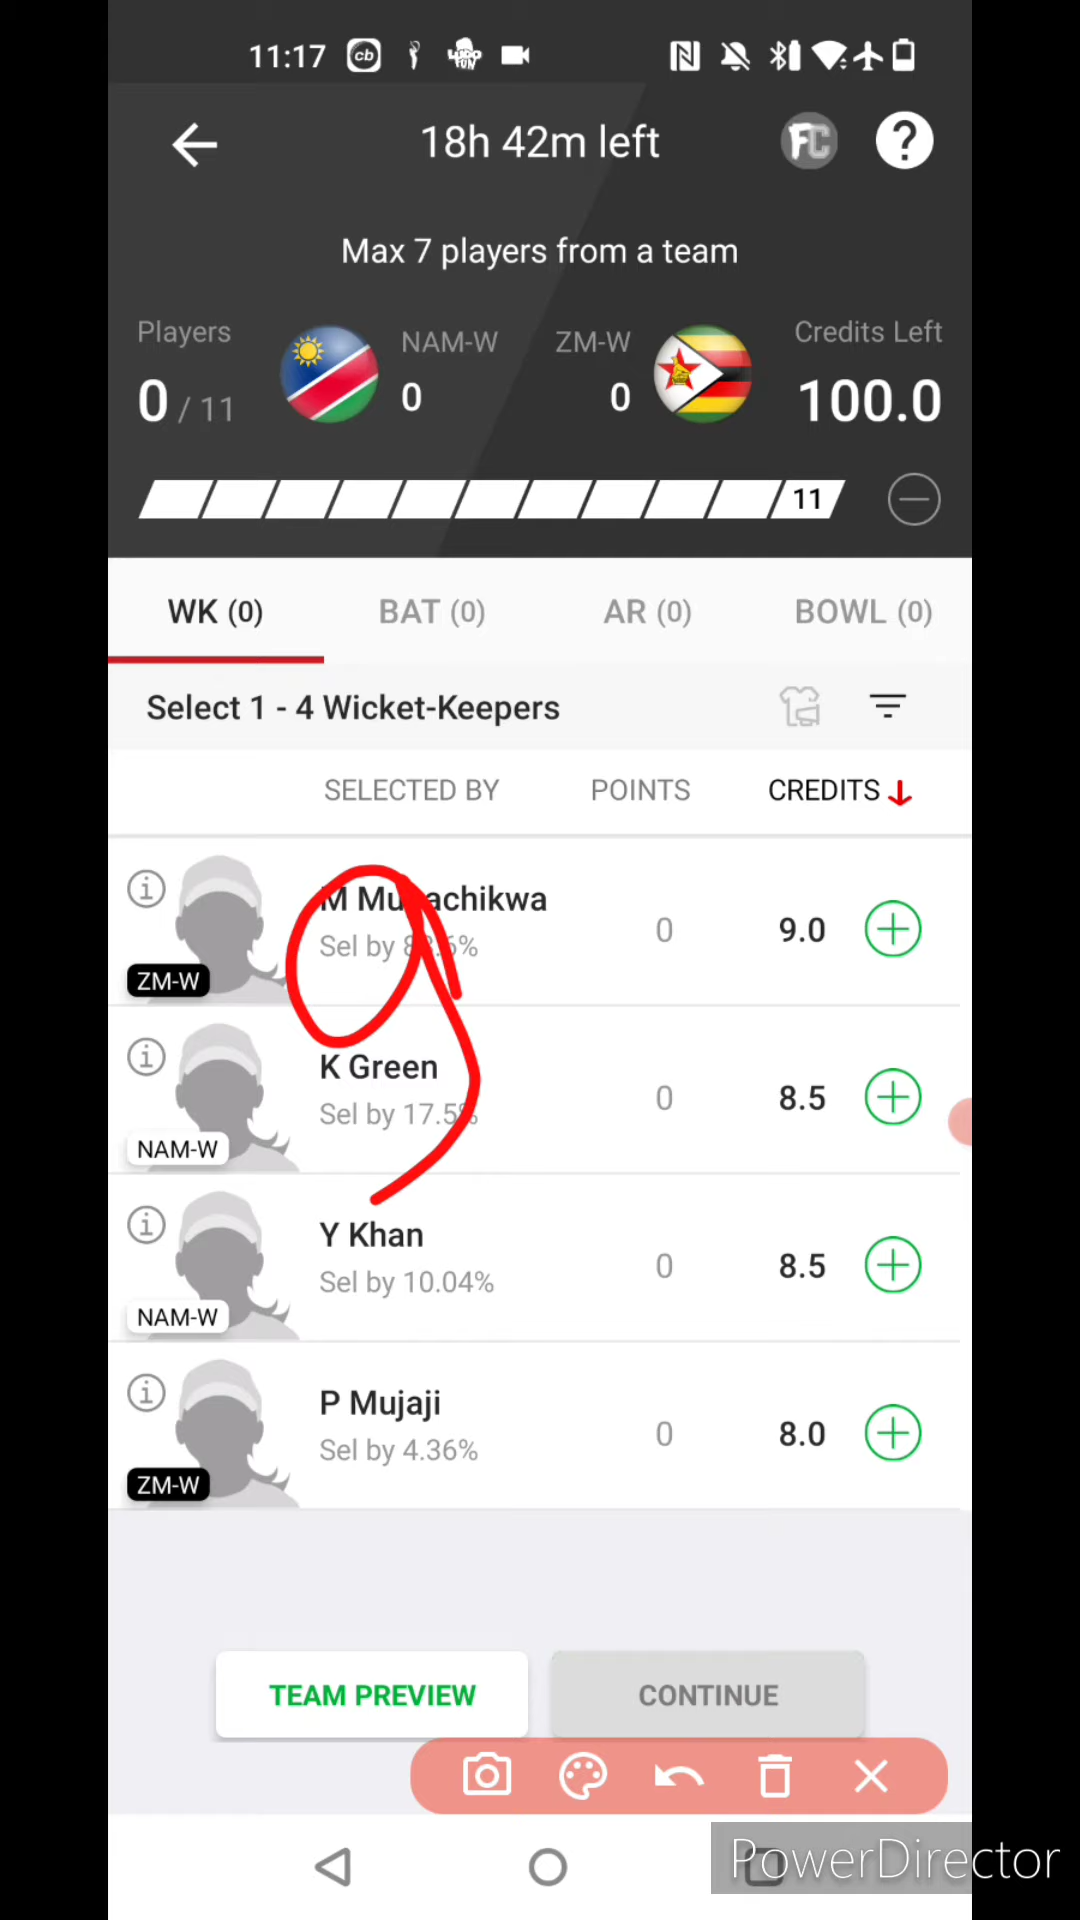 11:17 cb LUDO FUN N
18h 42m left FC ?
Max 7 players from a team
Players NAM-W ZM-W Credits Left
0 / 11 0 0 100.0
11
WK (0) BAT (0) AR (0) BOWL (0)
Select 1 - 4 Wicket-Keepers
SELECTED BY POINTS CREDITS
M
Sel by 0 9.0
ZM-W
K Green
Sel by 17.5% 0 8.5
NAM-W
Y Khan
Sel by 10.04% 0 8.5
NAM-W
P Mujaji
Sel by 4.36% 0 8.0
ZM-W
TEAM PREVIEW CONTINUE
PowerDirector